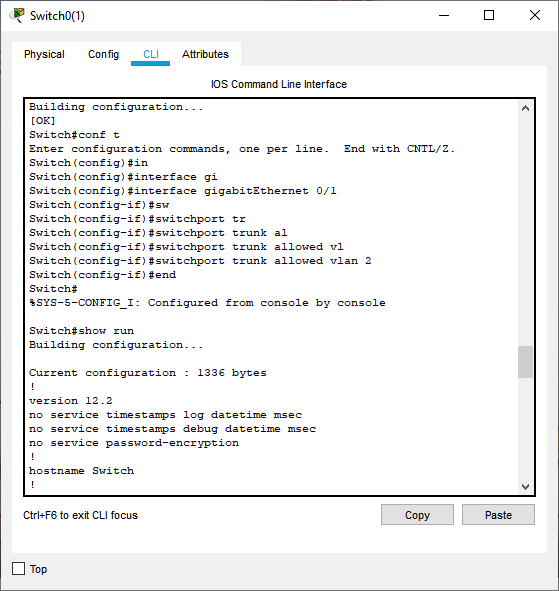 Switch0(1)
Physical Config CLI Attributes
IOS Command Line Interface
Building configuration...
[OK]
Switch#conf t
Enter configuration commands, one per line.  End with CNTL/Z.
Switch(config)#in
Switch(config)#interface gi
Switch(config)#interface gigabitEthernet 0/1
Switch(config-if)#sw
Switch(config-if)#switchport tr
Switch(config-if)#switchport trunk al
Switch(config-if)#switchport trunk allowed vl
Switch(config-if)#switchport trunk allowed vlan 2
Switch(config-if)#end
Switch#
%SYS-5-CONFIG_I: Configured from console by console
Switch#show run
Building configuration...
Current configuration : 1336 bytes
!
version 12.2
no service timestamps log datetime msec
no service timestamps debug datetime msec
no service password-encryption
!
hostname Switch
!
Ctrl+F6 to exit CLI focus Copy Paste
Top